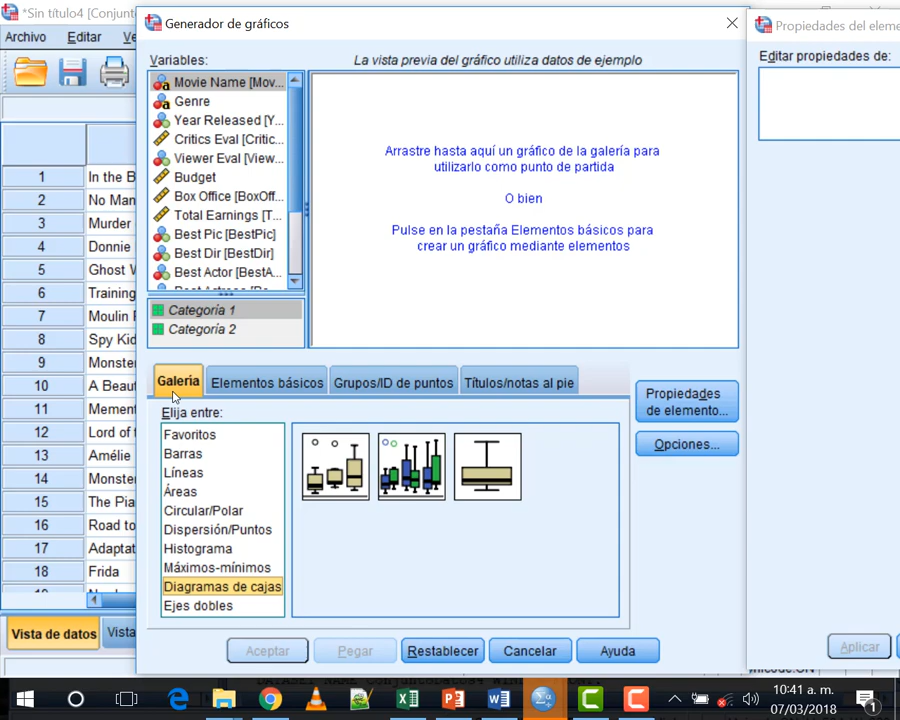 *Sin título4 [Conjunt
Archivo Editar Ve
1 In the B
2 No Man
3 Murder
4 Donnie
5 Ghost W
6 Training
7 Moulin F
8 Spy Kid
9 Monste
10 A Beaut
11 Memen
12 Lord of t
13 Amélie
14 Monste
15 The Pia
16 Road to
17 Adaptat
18 Frida
Vista de datos Vista
Generador de gráficos
Variables:
Movie Name [Mov...
Genre
Year Released [Y...
Critics Eval [Critic...
Viewer Eval [View...
Budget
Box Office [BoxOff...
Total Earnings [T...
Best Pic [BestPic]
Best Dir [BestDir]
Best Actor [BestA...
Categoría 1
Categoría 2
La vista previa del gráfico utiliza datos de ejemplo
Arrastre hasta aquí un gráfico de la galería para
utilizarlo como punto de partida
O bien
Pulse en la pestaña Elementos básicos para
crear un gráfico mediante elementos
Galería Elementos básicos Grupos/ID de puntos Títulos/notas al pie
Elija entre:
Favoritos
Barras
Líneas
Áreas
Circular/Polar
Dispersión/Puntos
Histograma
Máximos-mínimos
Diagramas de cajas
Ejes dobles
Propiedades
de elemento...
Opciones...
Aceptar Pegar Restablecer Cancelar Ayuda
Propiedades del eleme
Editar propiedades de:
Aplicar
10:41 a. m.
07/03/2018
1